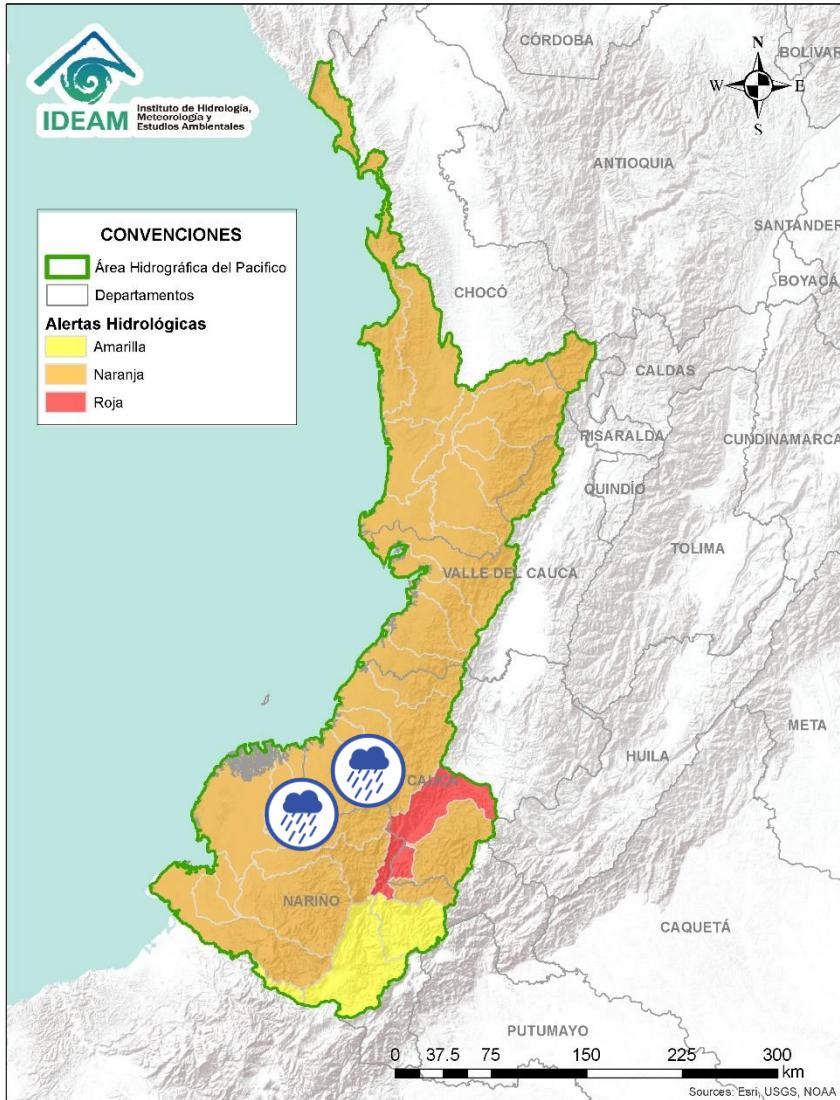 IDEAM
Instituto de Hidrología,
Meteorología y
Estudios Ambientales
N
W
E
S
CONVENCIONES
Área Hidrográfica del Pacifico
Departamentos
Alertas Hidrológicas
Amarilla
Naranja
Roja
CÓRDOBA
BOLÍVAR
ANTIOQUIA
SANTANDER
BOYACÁ
CHOCÓ
CALDAS
RISARALDA
CUNDINAMARCA
QUINDÍO
TOLIMA
VALLE DEL CAUCA
META
HUILA
CAUCA
NARIÑO
CAQUETÁ
PUTUMAYO
0 37.5 75 150 225 300
km
Sources: Esri, USGS, NOAA